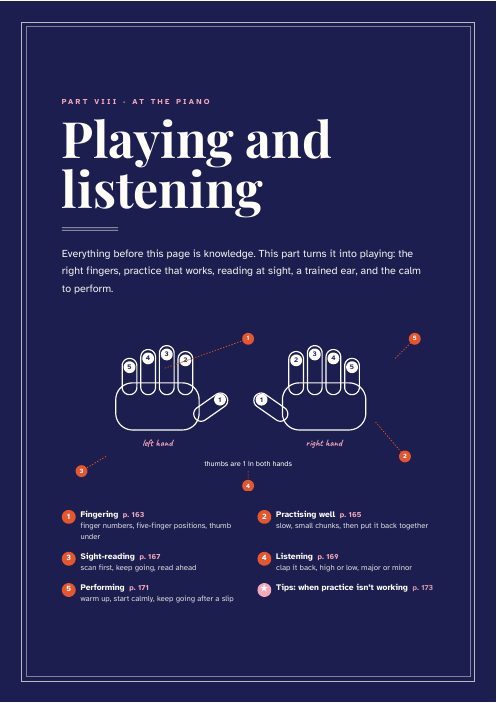 PART VIII · AT THE PIANO
Playing and
listening
Everything before this page is knowledge. This part turns it into playing: the
right fingers, practice that works, reading at sight, a trained ear, and the calm
to perform.
1
5
5
4
3
2
1
1
2
3
4
5
left hand
right hand
2
thumbs are 1 in both hands
3
4
1 Fingering p. 163
finger numbers, five-finger positions, thumb
under
2 Practising well p. 165
slow, small chunks, then put it back together
3 Sight-reading p. 167
scan first, keep going, read ahead
4 Listening p. 169
clap it back, high or low, major or minor
5 Performing p. 171
warm up, start calmly, keep going after a slip
★ Tips: when practice isn't working p. 173